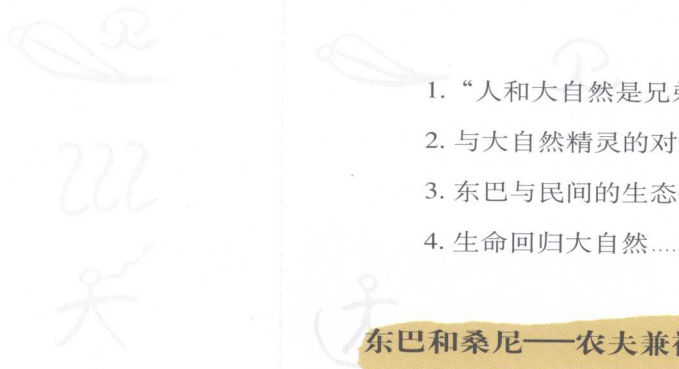 1. “人和大自然是兄
2. 与大自然精灵的对
3. 东巴与民间的生态
4. 生命回归大自然....
东巴和桑尼——农夫兼